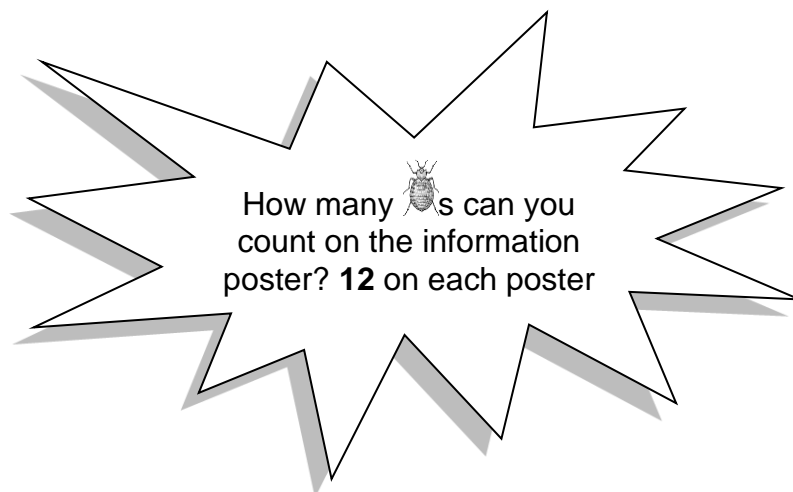 How many s can you
count on the information
poster? 12 on each poster